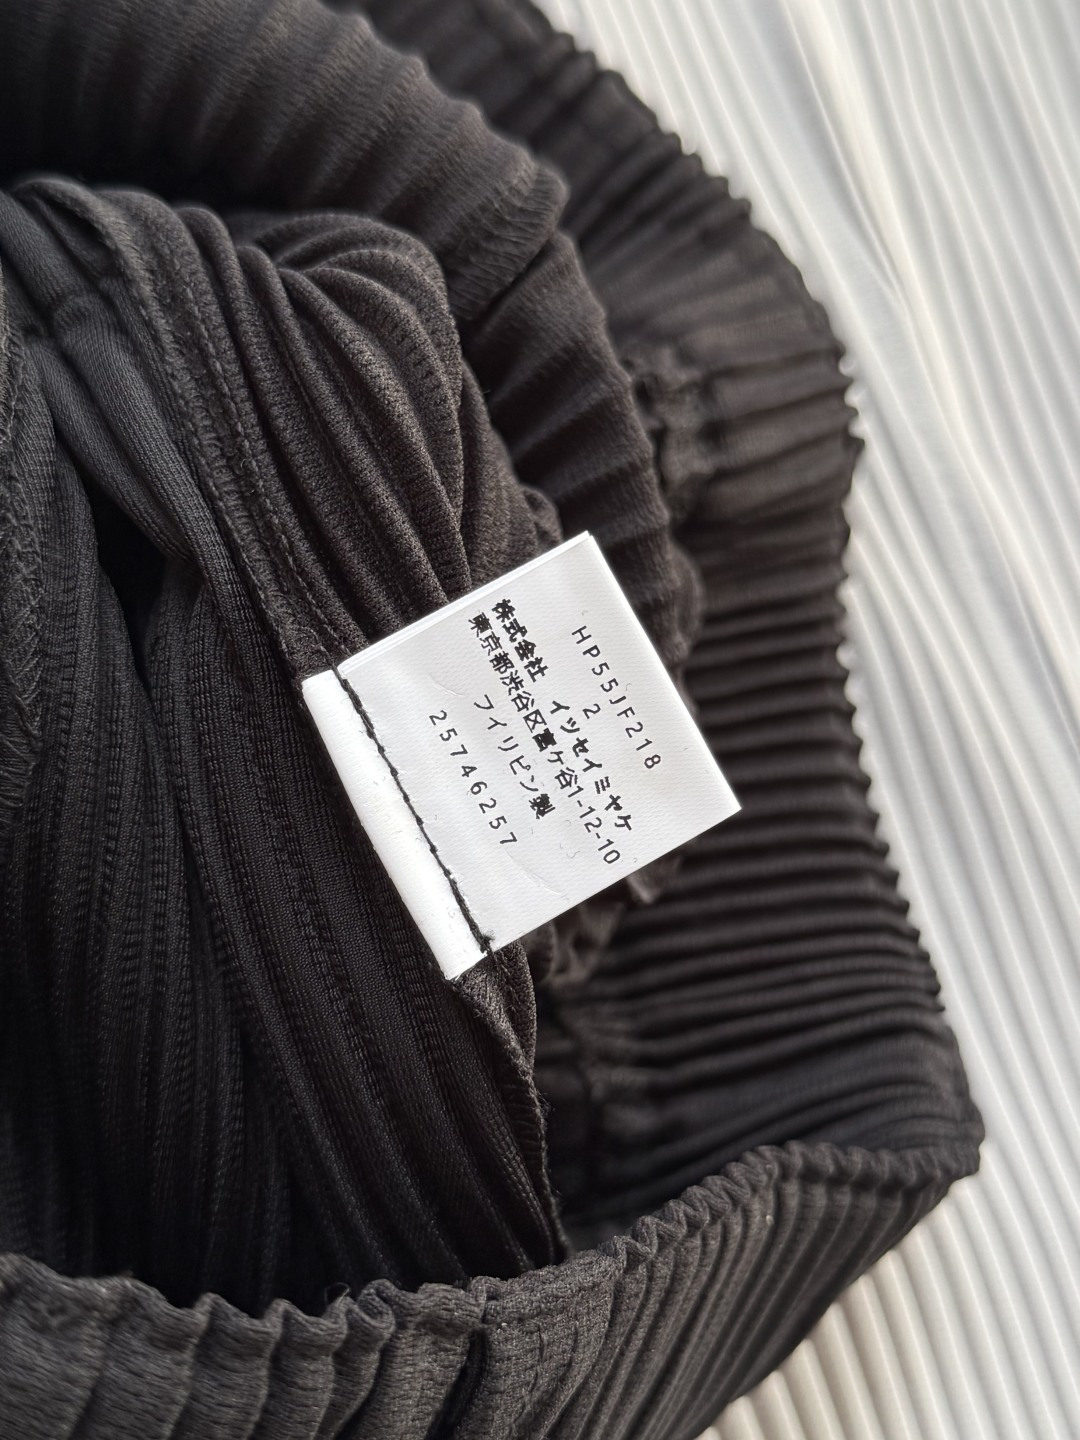 HP55JF218
2
株式会社 イッセイミヤケ
東京都渋谷区富ケ谷1-12-10
フィリピン製
25746257